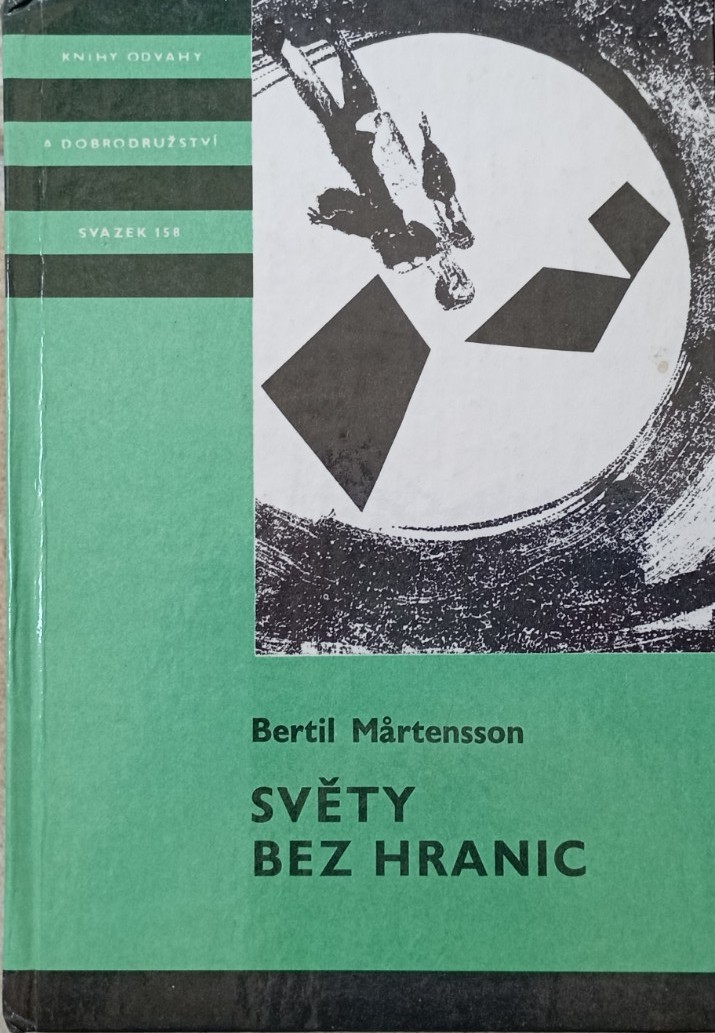 KNIHY ODVAHY
A DOBRODRUŽSTVÍ
SVAZEK 158
Bertil Mårtensson
SVĚTY
BEZ HRANIC